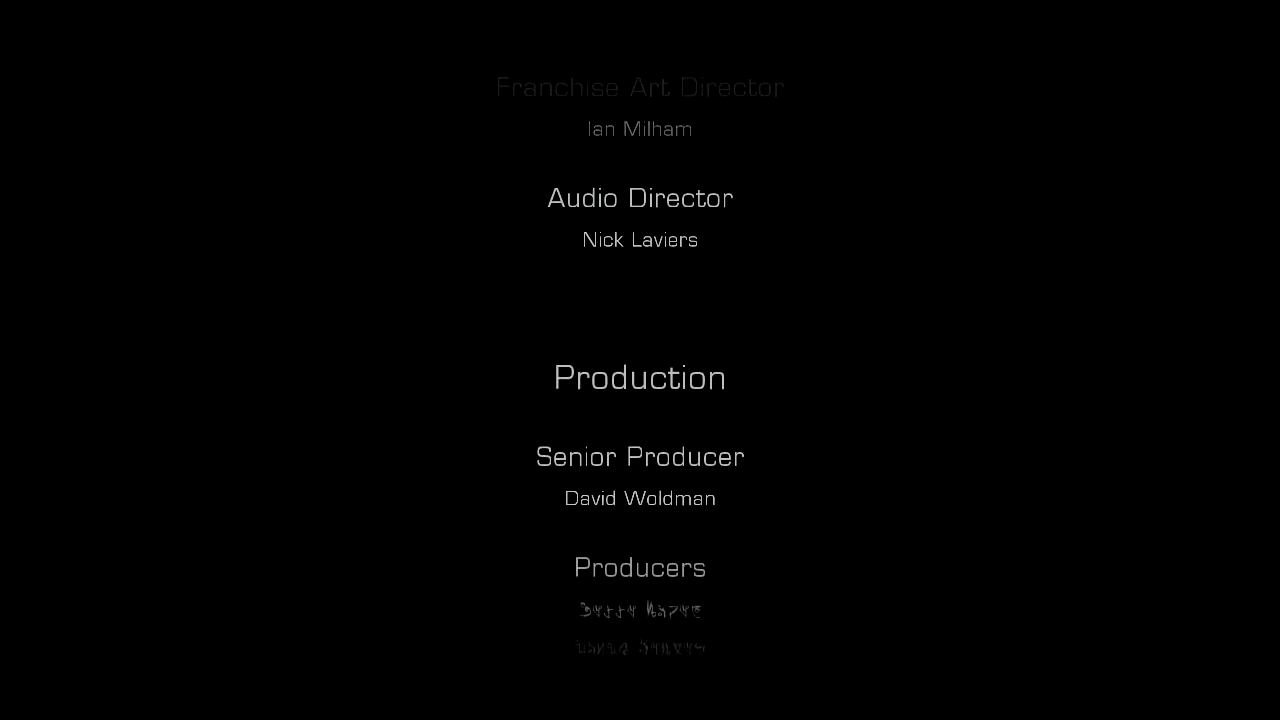 Franchise Art Director
Ian Milham
Audio Director
Nick Laviers
Production
Senior Producer
David Woldman
Producers